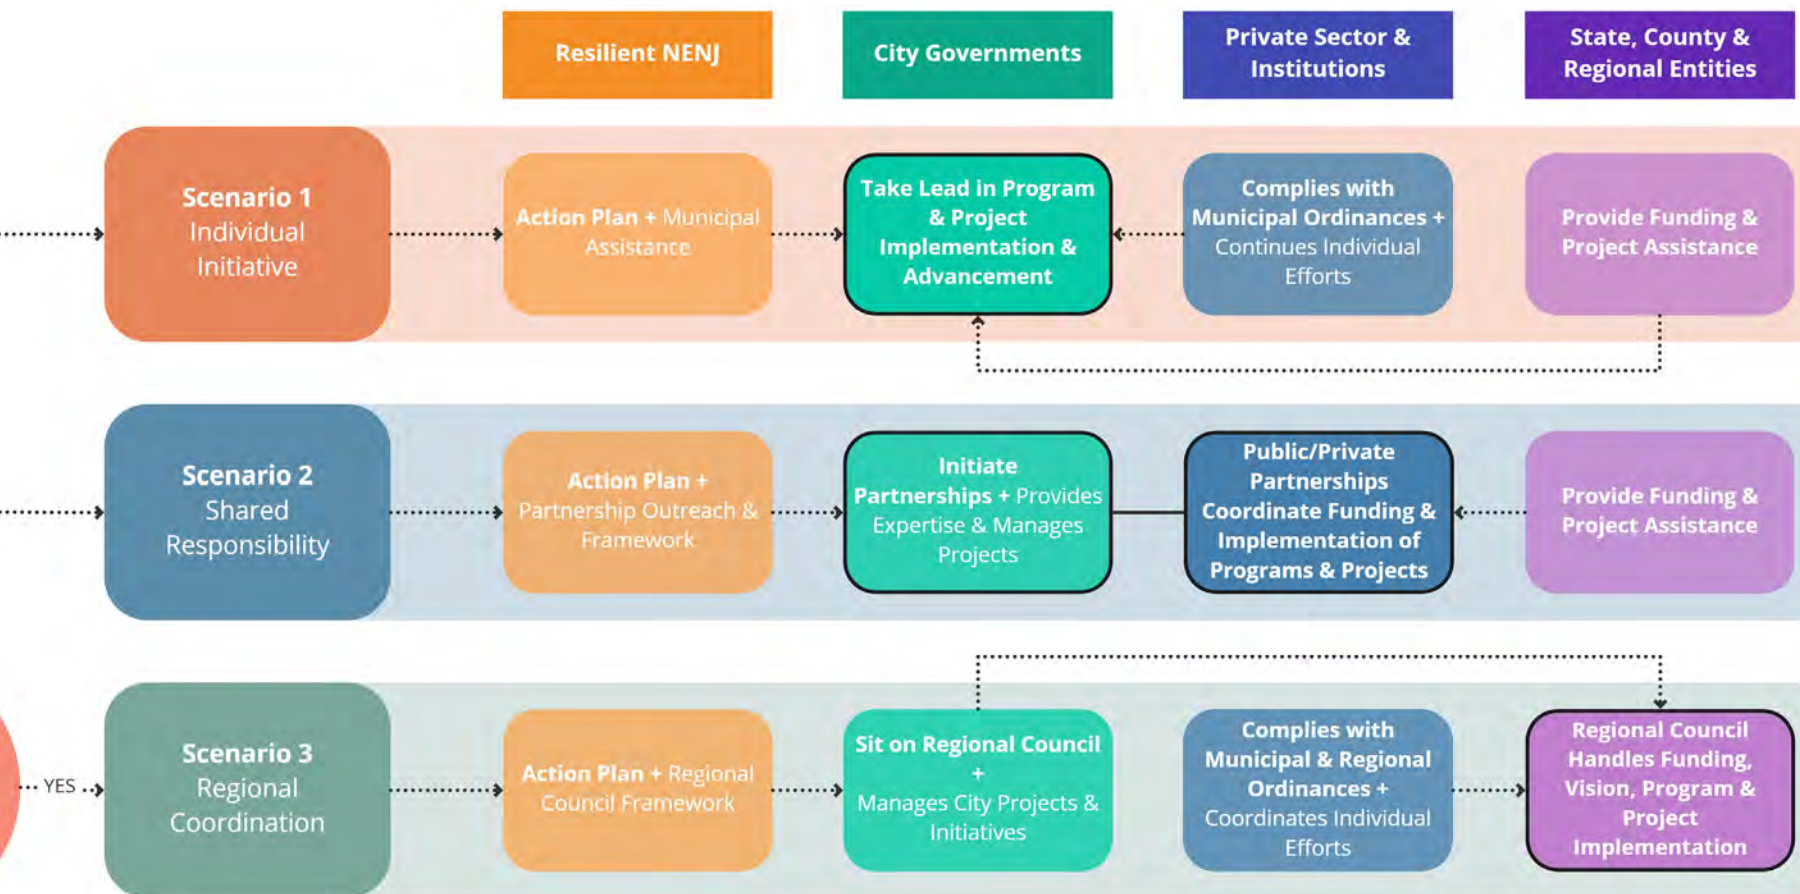 Resilient NENJ
City Governments
Private Sector &
Institutions
State, County &
Regional Entities
Scenario 1
Individual
Initiative
Action Plan + Municipal
Assistance
Take Lead in Program
& Project
Implementation &
Advancement
Complies with
Municipal Ordinances +
Continues Individual
Efforts
Provide Funding &
Project Assistance
Scenario 2
Shared
Responsibility
Action Plan +
Partnership Outreach &
Framework
Initiate
Partnerships + Provides
Expertise & Manages
Projects
Public/Private
Partnerships
Coordinate Funding &
Implementation of
Programs & Projects
Provide Funding &
Project Assistance
YES
Scenario 3
Regional
Coordination
Action Plan + Regional
Council Framework
Sit on Regional Council
+
Manages City Projects &
Initiatives
Complies with
Municipal & Regional
Ordinances +
Coordinates Individual
Efforts
Regional Council
Handles Funding,
Vision, Program &
Project
Implementation